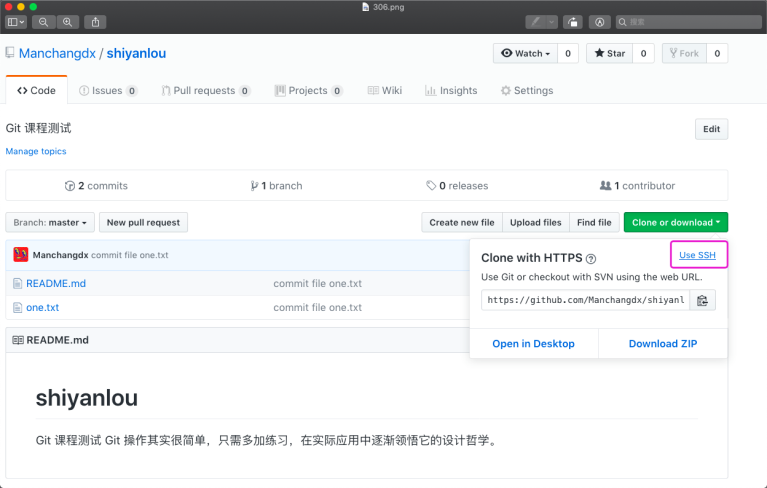 306.png
搜索
Manchangdx / shiyanlou
Watch 0 Star 0 Fork 0
Code Issues 0 Pull requests 0 Projects 0 Wiki Insights Settings
Git 课程测试 Edit
Manage topics
2 commits 1 branch 0 releases 1 contributor
Branch: master New pull request Create new file Upload files Find file Clone or download
Manchangdx commit file one.txt
README.md commit file one.txt
one.txt commit file one.txt
Clone with HTTPS ? Use SSH
Use Git or checkout with SVN using the web URL.
https://github.com/Manchangdx/shiyanl
Open in Desktop Download ZIP
README.md
shiyanlou
Git 课程测试 Git 操作其实很简单，只需多加练习，在实际应用中逐渐领悟它的设计哲学。